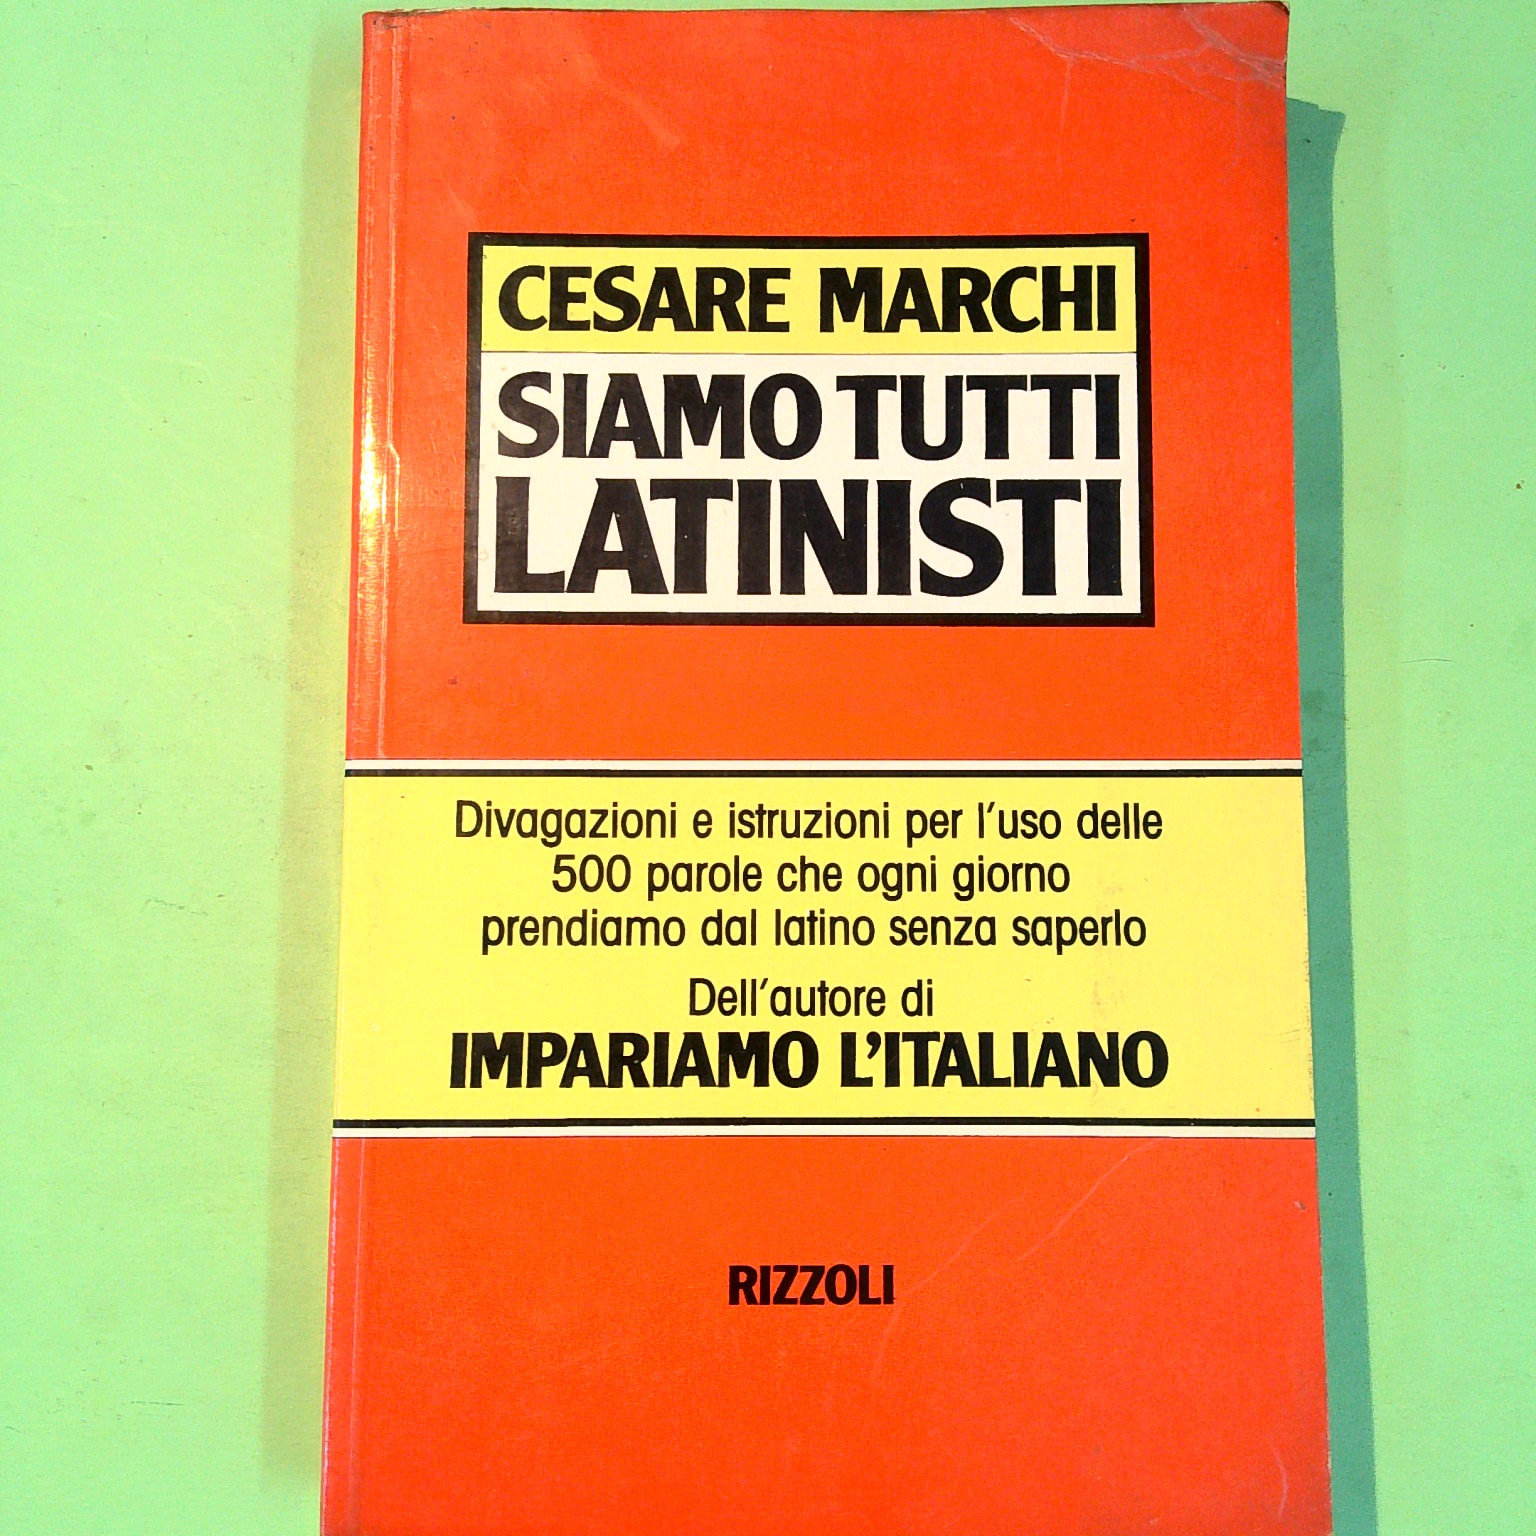 CESARE MARCHI
SIAMO TUTTI
LATINISTI
Divagazioni e istruzioni per l'uso delle
500 parole che ogni giorno
prendiamo dal latino senza saperlo
Dell'autore di
IMPARIAMO L'ITALIANO
RIZZOLI